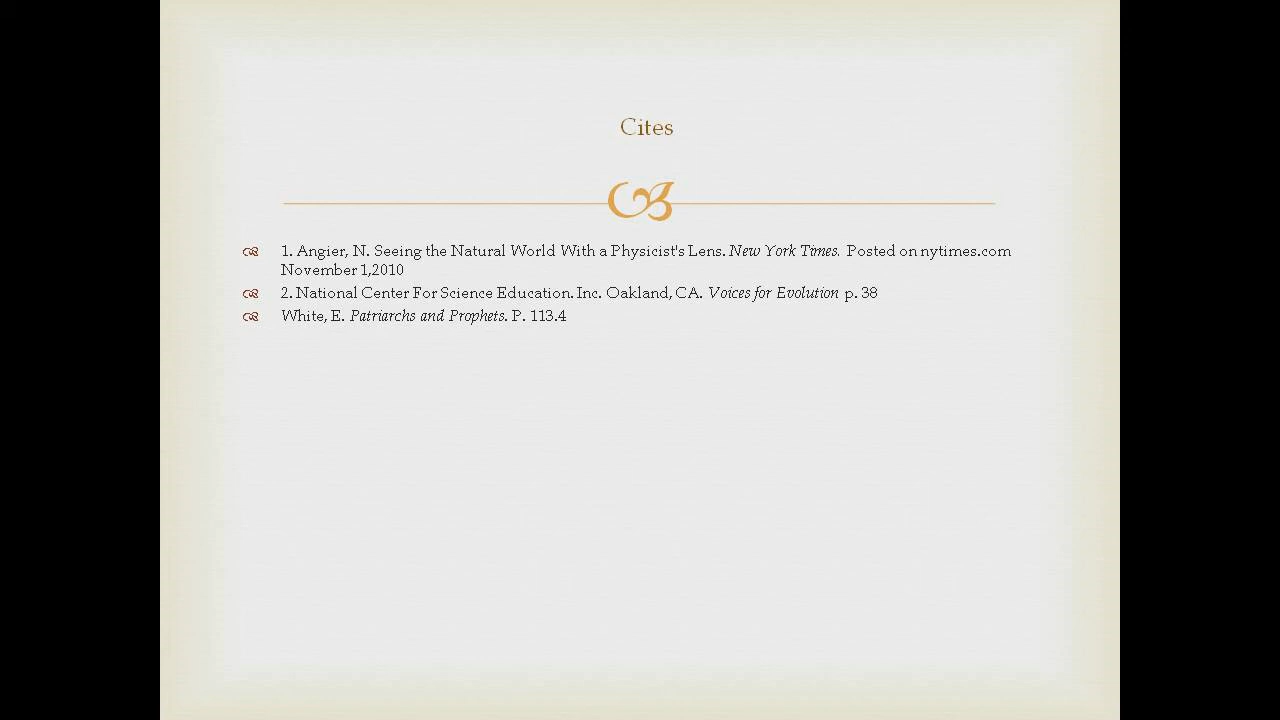 Cites
1. Angier, N. Seeing the Natural World With a Physicist's Lens. New York Times. Posted on nytimes.com
November 1,2010
2. National Center For Science Education. Inc. Oakland, CA. Voices for Evolution p. 38
White, E. Patriarchs and Prophets. P. 113.4